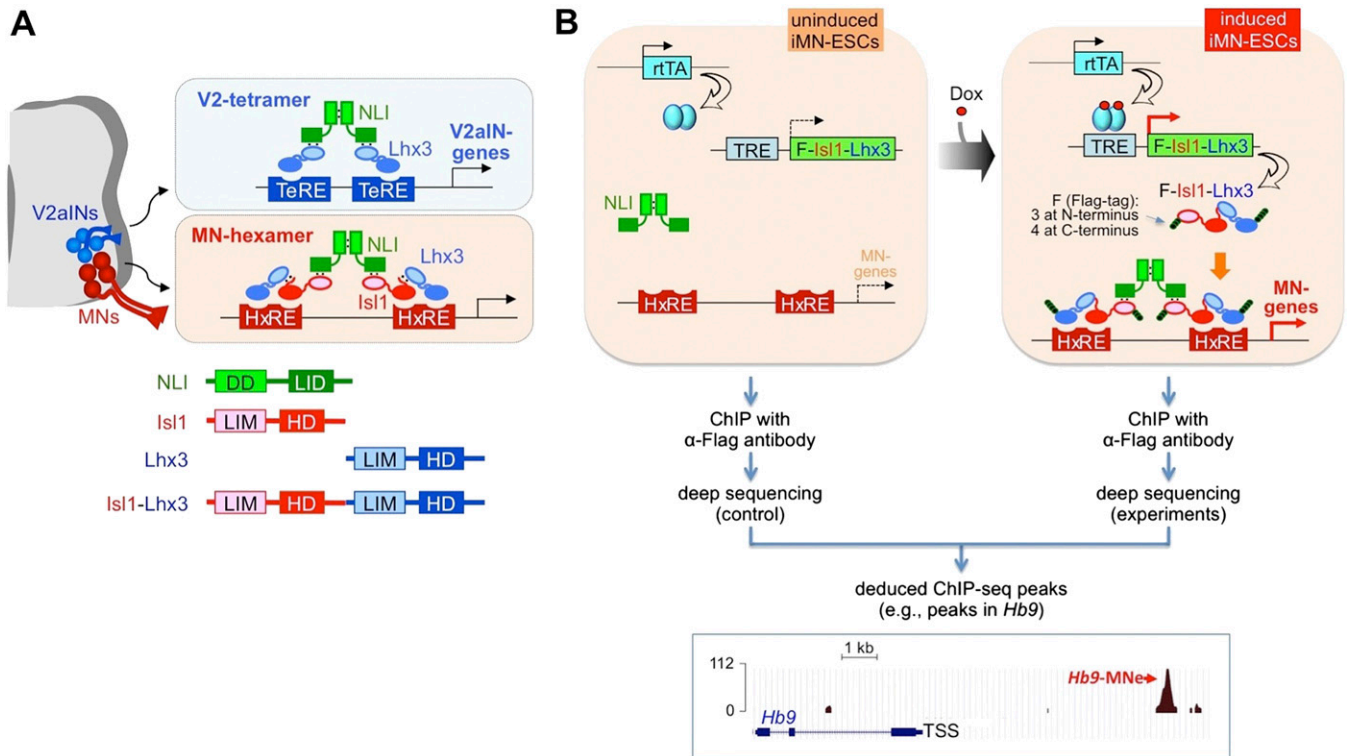 A
V2-tetramer
NLI
Lhx3
V2aIN-
genes
TeRE
TeRE
V2aINs
MNs
MN-hexamer
NLI
Lhx3
Isl1
HxRE
HxRE
NLI
DD
LID
Isl1
LIM
HD
Lhx3
LIM
HD
Isl1-Lhx3
LIM
HD
LIM
HD
B
uninduced
iMN-ESCs
rtTA
TRE
F-Isl1-Lhx3
NLI
MN-
genes
HxRE
HxRE
Dox
induced
iMN-ESCs
rtTA
TRE
F-Isl1-Lhx3
F-Isl1-Lhx3
F (Flag-tag):
3 at N-terminus
4 at C-terminus
MN-
genes
HxRE
HxRE
ChIP with
α-Flag antibody
deep sequencing
(control)
ChIP with
α-Flag antibody
deep sequencing
(experiments)
deduced ChIP-seq peaks
(e.g., peaks in Hb9)
1 kb
112
0
Hb9-MNe
Hb9
TSS